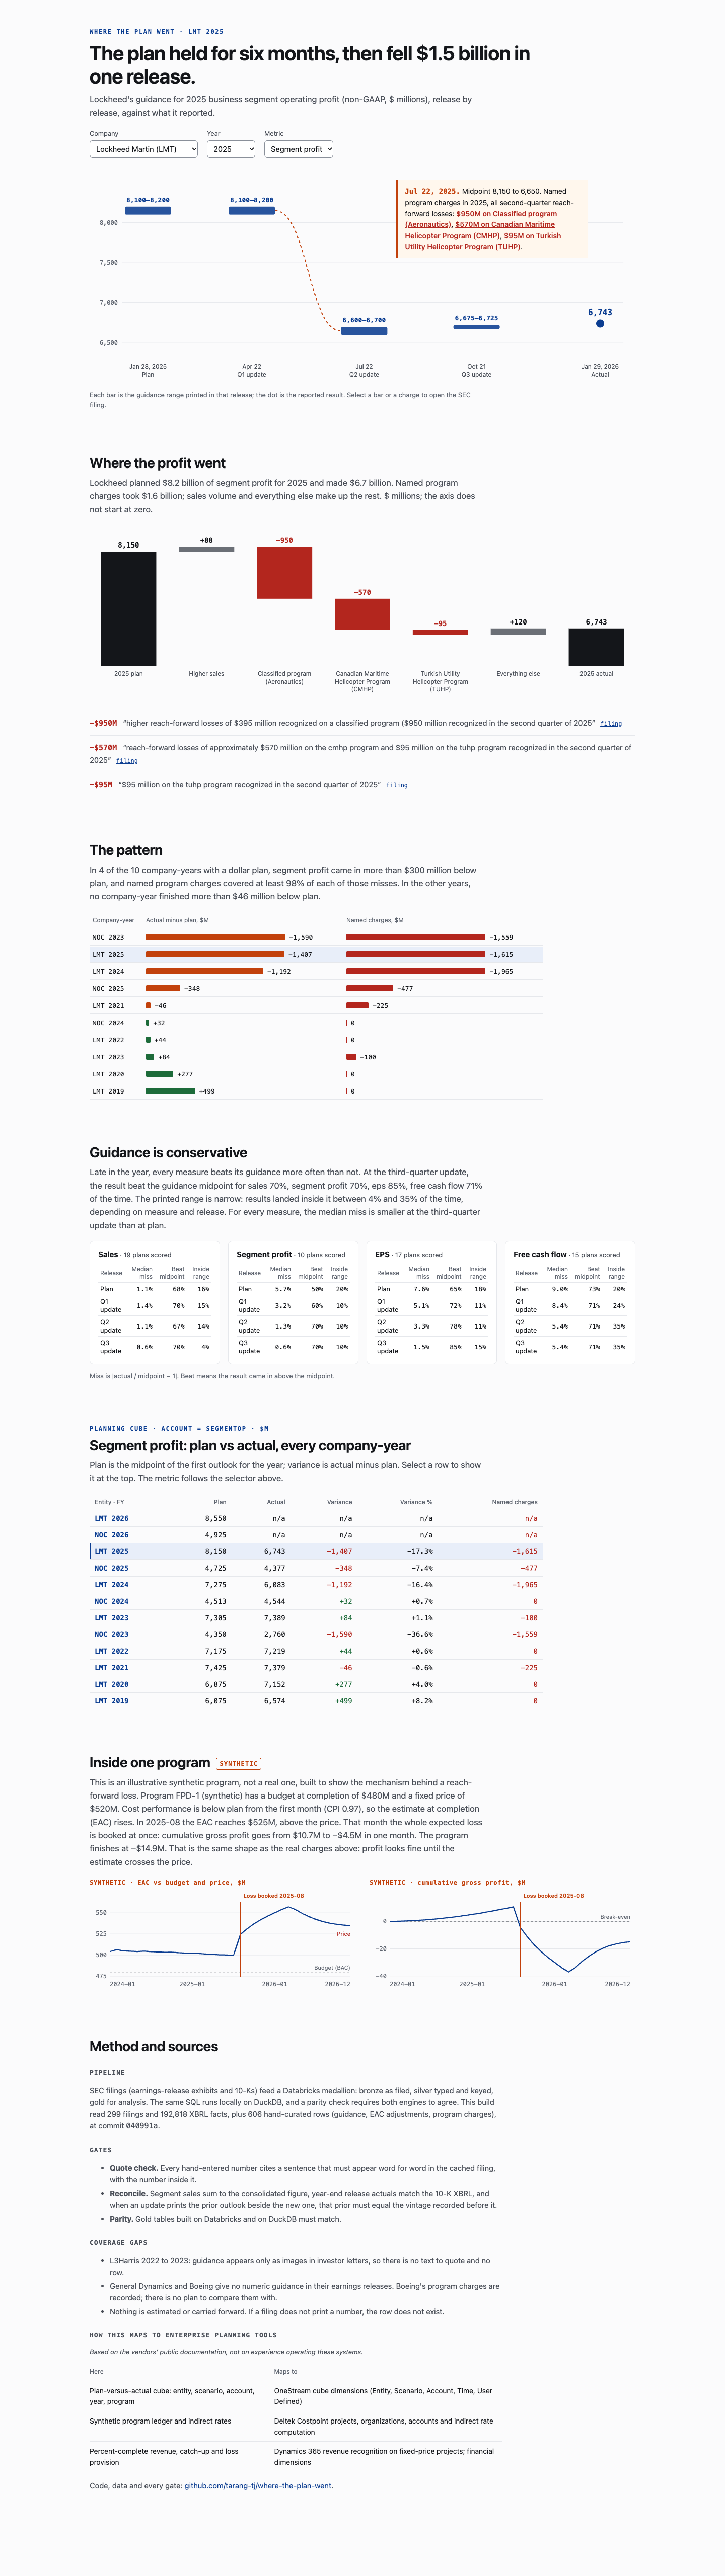 WHERE THE PLAN WENT · LMT 2025
The plan held for six months, then fell $1.5 billion in
one release.
Lockheed's guidance for 2025 business segment operating profit (non-GAAP, $ millions), release by
release, against what it reported.
Company
Year
Metric
Lockheed Martin (LMT)
2025
Segment profit
Jul 22, 2025. Midpoint 8,150 to 6,650. Named
program charges in 2025, all second-quarter reach-
forward losses: $950M on Classified program
(Aeronautics), $570M on Canadian Maritime
Helicopter Program (CMHP), $95M on Turkish
Utility Helicopter Program (TUHP).
8,100–8,200
8,100–8,200
8,000
7,500
7,000
6,500
6,600–6,700
6,675–6,725
6,743
Jan 28, 2025
Plan
Apr 22
Q1 update
Jul 22
Q2 update
Oct 21
Q3 update
Jan 29, 2026
Actual
Each bar is the guidance range printed in that release; the dot is the reported result. Select a bar or a charge to open the SEC
filing.
Where the profit went
Lockheed planned $8.2 billion of segment profit for 2025 and made $6.7 billion. Named program
charges took $1.6 billion; sales volume and everything else make up the rest. $ millions; the axis does
not start at zero.
8,150
+88
−950
−570
−95
+120
6,743
2025 plan
Higher sales
Classified program
(Aeronautics)
Canadian Maritime
Helicopter Program
(CMHP)
Turkish Utility
Helicopter Program
(TUHP)
Everything else
2025 actual
−$950M “higher reach-forward losses of $395 million recognized on a classified program ($950 million recognized in the second quarter of 2025” filing
−$570M “reach-forward losses of approximately $570 million on the cmhp program and $95 million on the tuhp program recognized in the second quarter of
2025” filing
−$95M “$95 million on the tuhp program recognized in the second quarter of 2025” filing
The pattern
In 4 of the 10 company-years with a dollar plan, segment profit came in more than $300 million below
plan, and named program charges covered at least 98% of each of those misses. In the other years,
no company-year finished more than $46 million below plan.
Company-year Actual minus plan, $M Named charges, $M
NOC 2023 −1,590 −1,559
LMT 2025 −1,407 −1,615
LMT 2024 −1,192 −1,965
NOC 2025 −348 −477
LMT 2021 −46 −225
NOC 2024 +32 0
LMT 2022 +44 0
LMT 2023 +84 −100
LMT 2020 +277 0
LMT 2019 +499 0
Guidance is conservative
Late in the year, every measure beats its guidance more often than not. At the third-quarter update,
the result beat the guidance midpoint for sales 70%, segment profit 70%, eps 85%, free cash flow 71%
of the time. The printed range is narrow: results landed inside it between 4% and 35% of the time,
depending on measure and release. For every measure, the median miss is smaller at the third-quarter
update than at plan.
Sales · 19 plans scored
Release Median miss Beat midpoint Inside range
Plan 1.1% 68% 16%
Q1 update 1.4% 70% 15%
Q2 update 1.1% 67% 14%
Q3 update 0.6% 70% 4%
Segment profit · 10 plans scored
Release Median miss Beat midpoint Inside range
Plan 5.7% 50% 20%
Q1 update 3.2% 60% 10%
Q2 update 1.3% 70% 10%
Q3 update 0.6% 70% 10%
EPS · 17 plans scored
Release Median miss Beat midpoint Inside range
Plan 7.6% 65% 18%
Q1 update 5.1% 72% 11%
Q2 update 3.3% 78% 11%
Q3 update 1.5% 85% 15%
Free cash flow · 15 plans scored
Release Median miss Beat midpoint Inside range
Plan 9.0% 73% 20%
Q1 update 8.4% 71% 24%
Q2 update 5.4% 71% 35%
Q3 update 5.4% 71% 35%
Miss is |actual / midpoint − 1|. Beat means the result came in above the midpoint.
PLANNING CUBE · ACCOUNT = SEGMENTOP · $M
Segment profit: plan vs actual, every company-year
Plan is the midpoint of the first outlook for the year; variance is actual minus plan. Select a row to show
it at the top. The metric follows the selector above.
Entity · FY Plan Actual Variance Variance % Named charges
LMT 2026 8,550 n/a n/a n/a n/a
NOC 2026 4,925 n/a n/a n/a n/a
LMT 2025 8,150 6,743 −1,407 −17.3% −1,615
NOC 2025 4,725 4,377 −348 −7.4% −477
LMT 2024 7,275 6,083 −1,192 −16.4% −1,965
NOC 2024 4,513 4,544 +32 +0.7% 0
LMT 2023 7,305 7,389 +84 +1.1% −100
NOC 2023 4,350 2,760 −1,590 −36.6% −1,559
LMT 2022 7,175 7,219 +44 +0.6% 0
LMT 2021 7,425 7,379 −46 −0.6% −225
LMT 2020 6,875 7,152 +277 +4.0% 0
LMT 2019 6,075 6,574 +499 +8.2% 0
Inside one program SYNTHETIC
This is an illustrative synthetic program, not a real one, built to show the mechanism behind a reach-
forward loss. Program FPD-1 (synthetic) has a budget at completion of $480M and a fixed price of
$520M. Cost performance is below plan from the first month (CPI 0.97), so the estimate at completion
(EAC) rises. In 2025-08 the EAC reaches $525M, above the price. That month the whole expected loss
is booked at once: cumulative gross profit goes from $10.7M to −$4.5M in one month. The program
finishes at −$14.9M. That is the same shape as the real charges above: profit looks fine until the
estimate crosses the price.
SYNTHETIC · EAC vs budget and price, $M
Loss booked 2025-08
550
525
500
475
Price
Budget (BAC)
2024-01
2025-01
2026-01
2026-12
SYNTHETIC · cumulative gross profit, $M
Loss booked 2025-08
0
−20
−40
Break-even
2024-01
2025-01
2026-01
2026-12
Method and sources
PIPELINE
SEC filings (earnings-release exhibits and 10-Ks) feed a Databricks medallion: bronze as filed, silver typed and keyed,
gold for analysis. The same SQL runs locally on DuckDB, and a parity check requires both engines to agree. This build
read 299 filings and 192,818 XBRL facts, plus 606 hand-curated rows (guidance, EAC adjustments, program charges),
at commit 040991a.
GATES
• Quote check. Every hand-entered number cites a sentence that must appear word for word in the cached filing,
with the number inside it.
• Reconcile. Segment sales sum to the consolidated figure, year-end release actuals match the 10-K XBRL, and
when an update prints the prior outlook beside the new one, that prior must equal the vintage recorded before it.
• Parity. Gold tables built on Databricks and on DuckDB must match.
COVERAGE GAPS
• L3Harris 2022 to 2023: guidance appears only as images in investor letters, so there is no text to quote and no
row.
• General Dynamics and Boeing give no numeric guidance in their earnings releases. Boeing's program charges are
recorded; there is no plan to compare them with.
• Nothing is estimated or carried forward. If a filing does not print a number, the row does not exist.
HOW THIS MAPS TO ENTERPRISE PLANNING TOOLS
Based on the vendors' public documentation, not on experience operating these systems.
Here Maps to
Plan-versus-actual cube: entity, scenario, account,
year, program
OneStream cube dimensions (Entity, Scenario, Account, Time, User
Defined)
Synthetic program ledger and indirect rates
Deltek Costpoint projects, organizations, accounts and indirect rate
computation
Percent-complete revenue, catch-up and loss
provision
Dynamics 365 revenue recognition on fixed-price projects; financial
dimensions
Code, data and every gate: github.com/tarang-tj/where-the-plan-went.